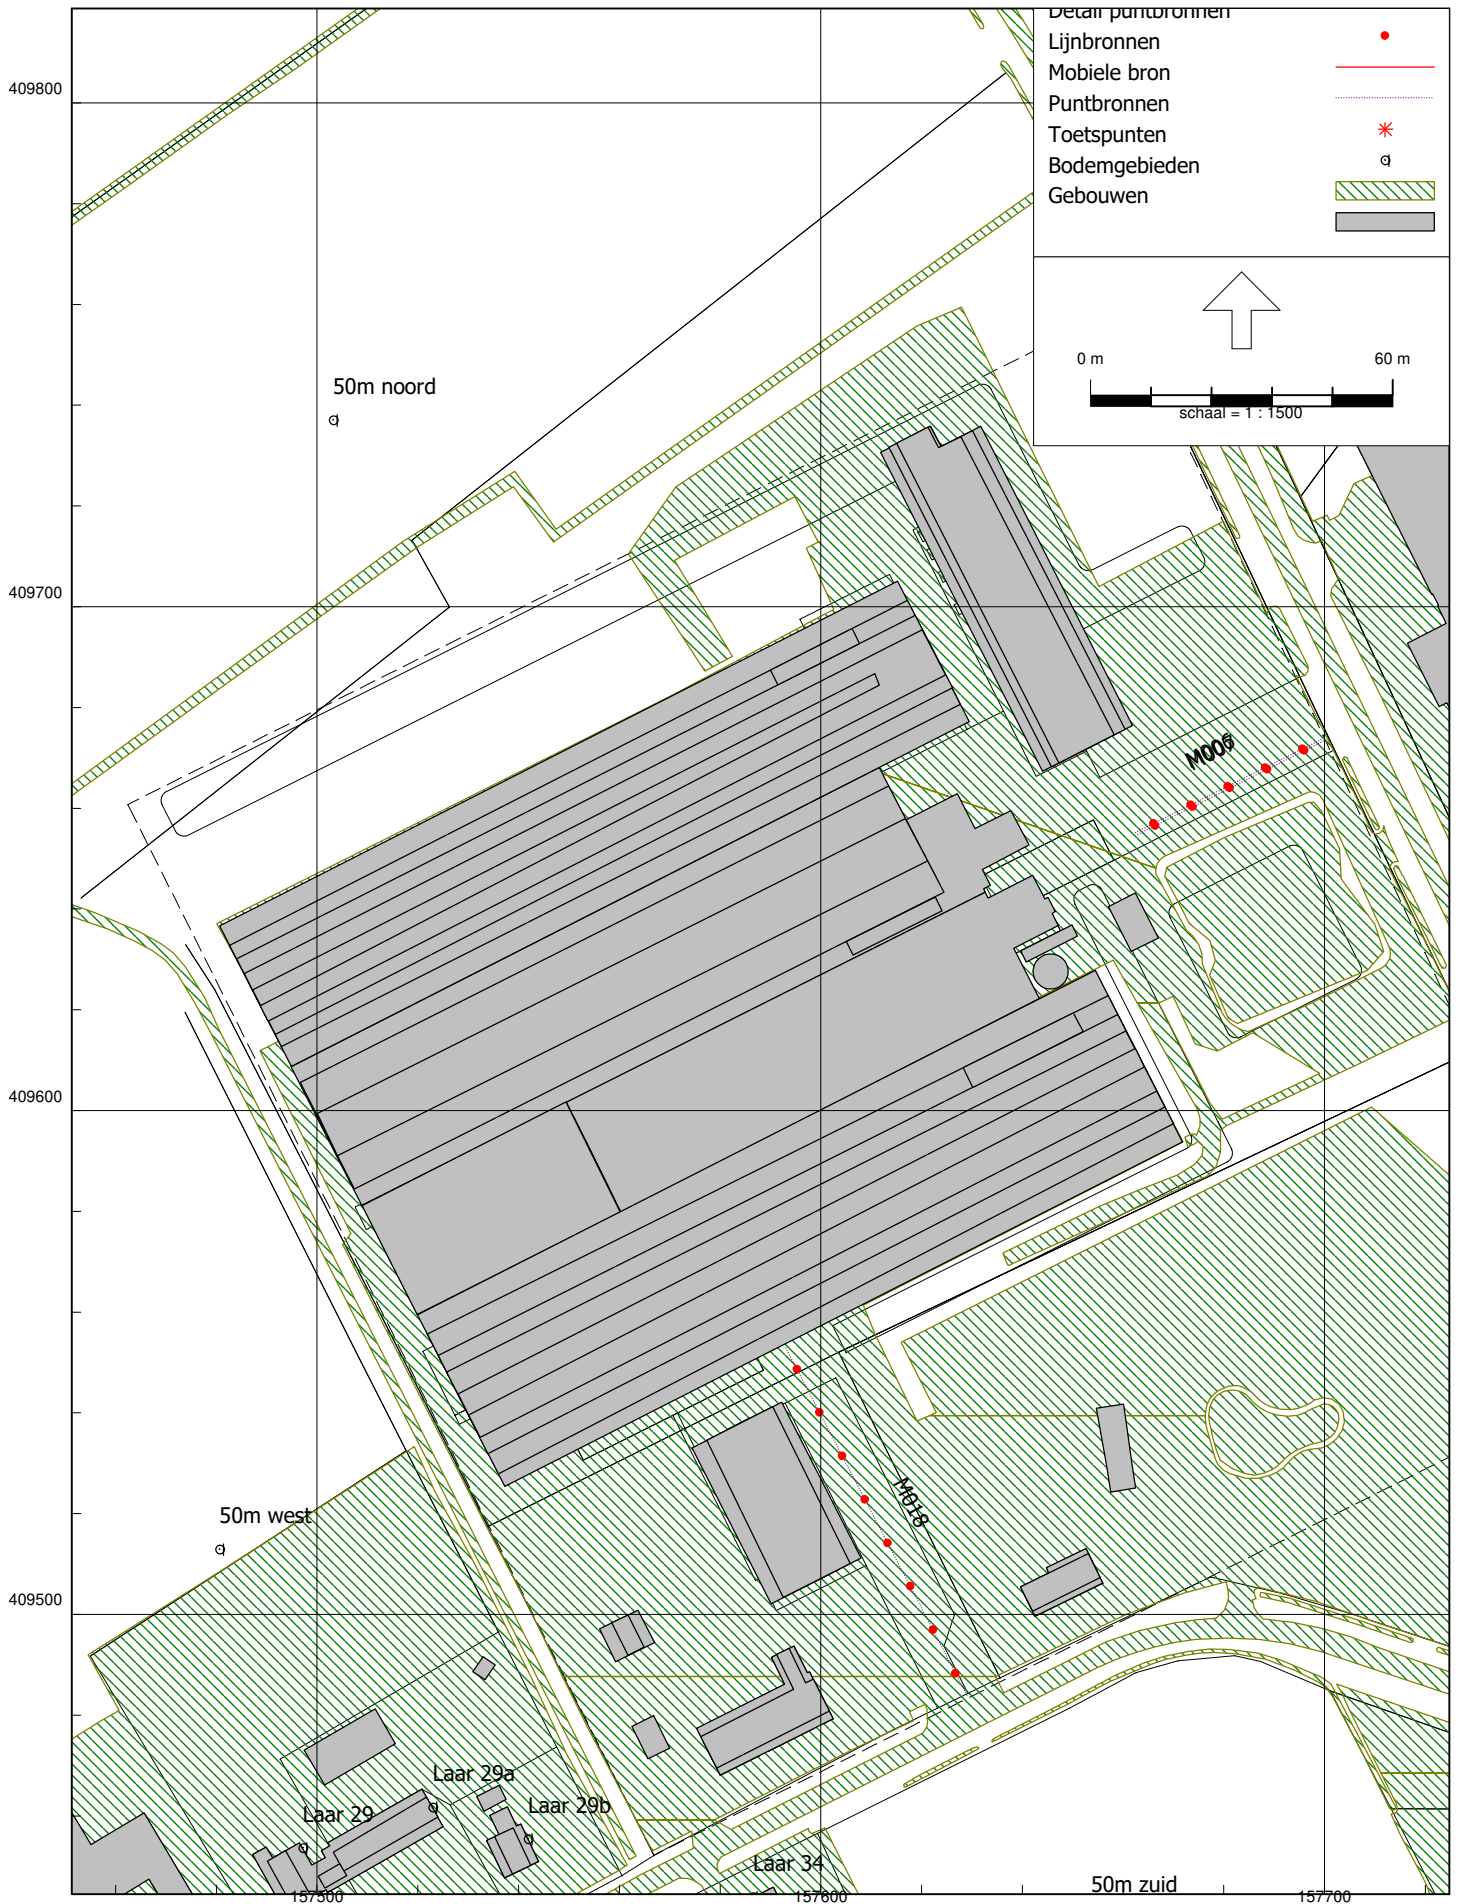 Detail puntbronnen
Lijnbronnen
Mobiele bron
Puntbronnen
Toetspunten
Bodemgebieden
Gebouwen
0 m 60 m
schaal = 1 : 1500
409800
50m noord
409700
M006
409600
M018
50m west
409500
Laar 29a
Laar 29
Laar 29b
Laar 34
50m zuid
157500 157600 157700